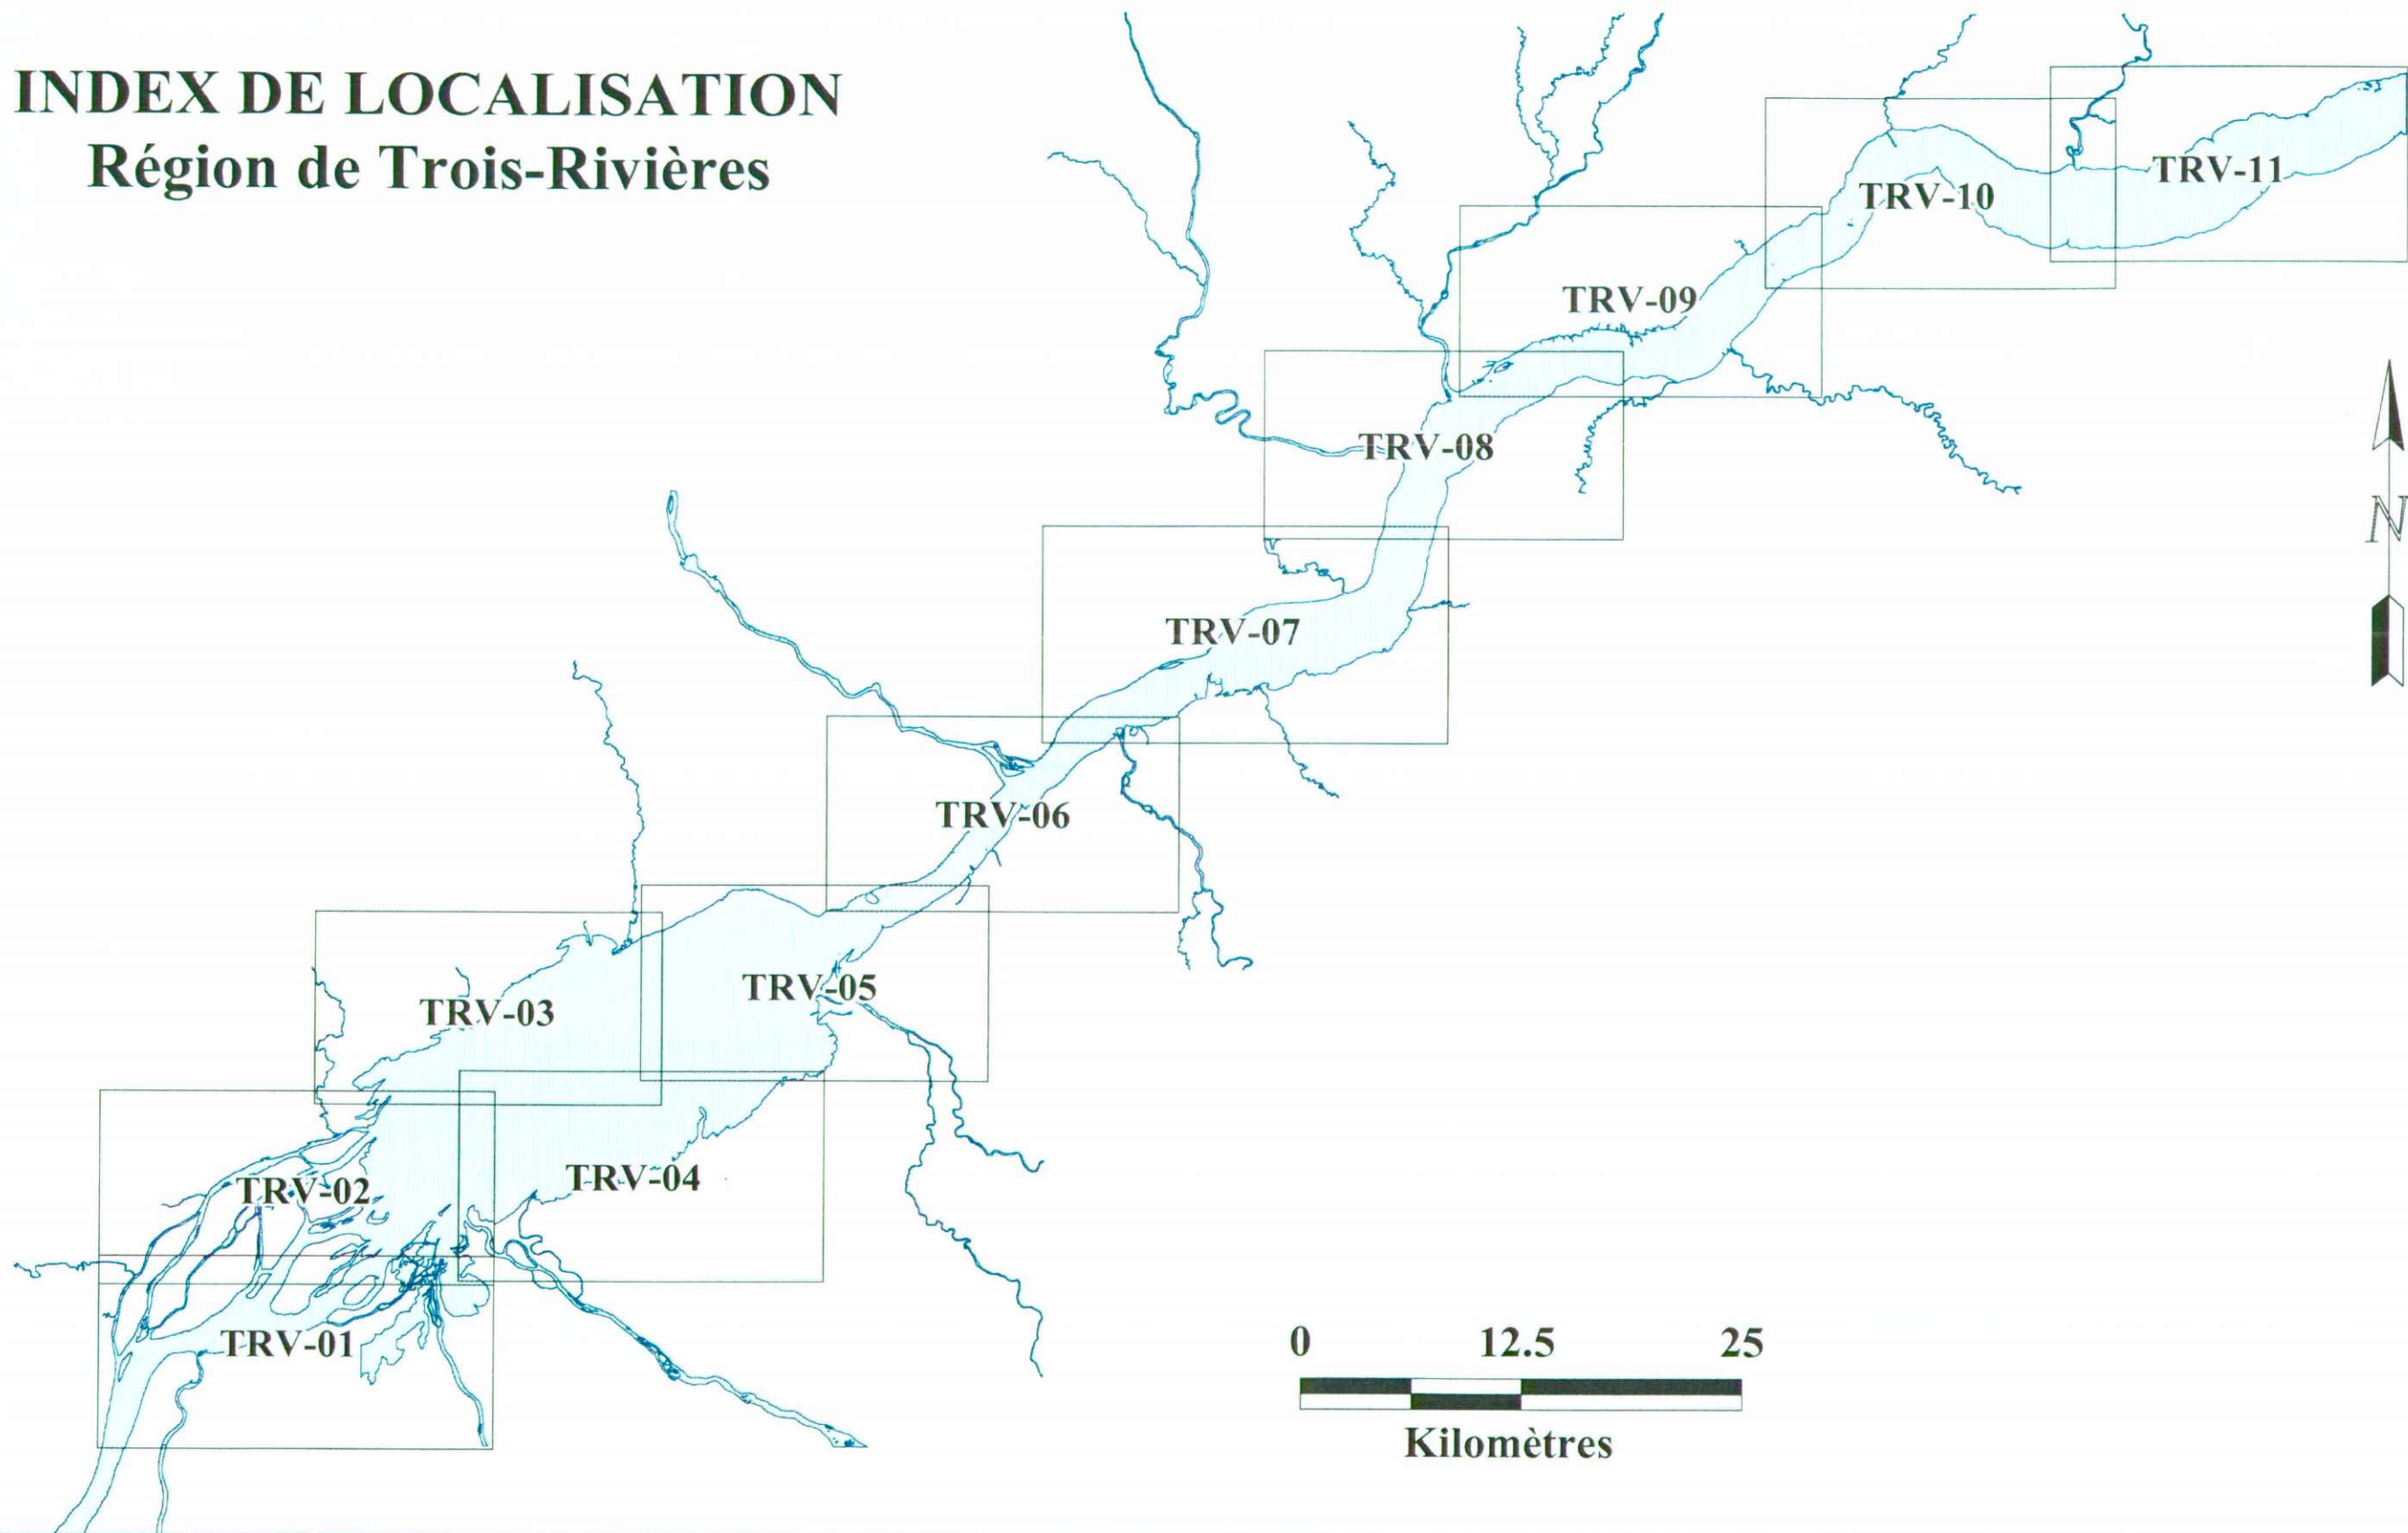 INDEX DE LOCALISATION
Région de Trois-Rivières
TRV-11
TRV-10
TRV-09
TRV-08
N
TRV-07
TRV-06
TRV-05
TRV-03
TRV-04
TRV-02
TRV-01
0 12.5 25
Kilomètres